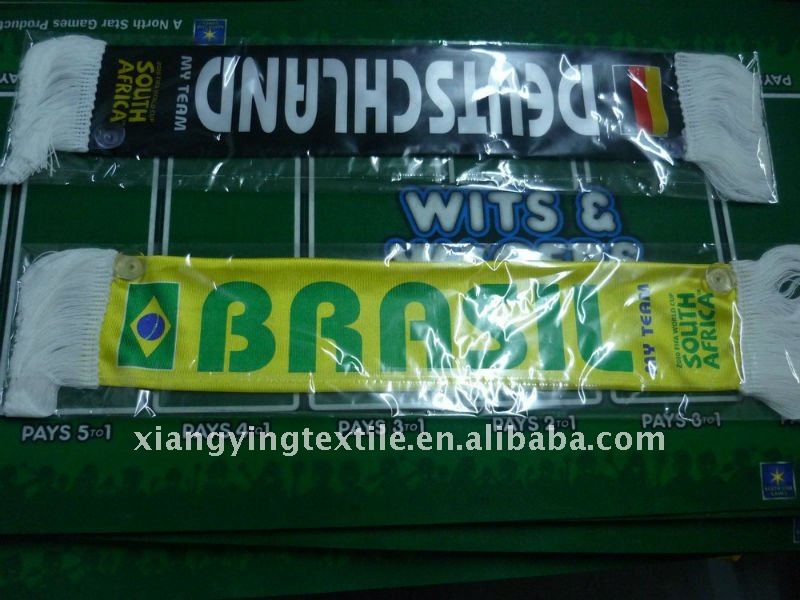 A North Star Games Product
PAYS
DEUTSCHLAND
MY TEAM
2010 FIFA WORLD CUP
SOUTH
AFRICA
WITS &
BRASIL
MY TEAM
2010 FIFA WORLD CUP
SOUTH
AFRICA
PAYS 5 TO 1
PAYS 4 TO 1
PAYS 3 TO 1
PAYS 2 TO 1
PAYS 3 TO 1
xiangyingtextile.en.alibaba.com